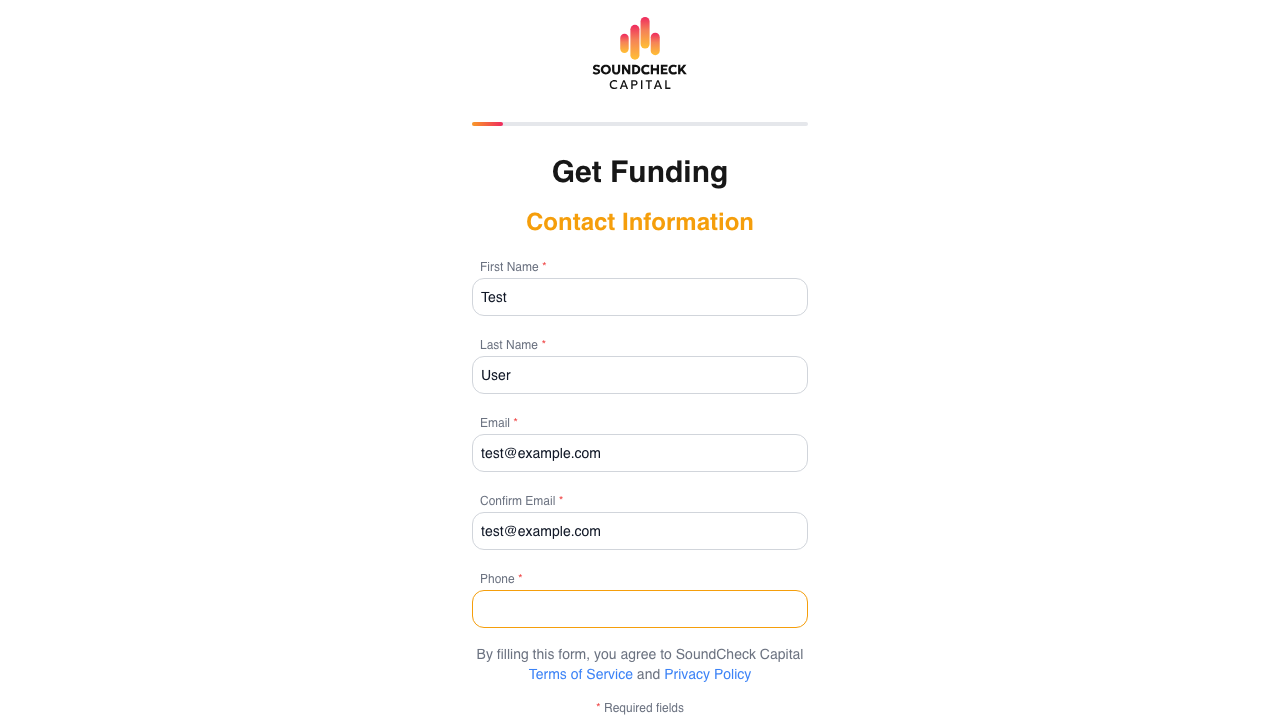 SOUNDCHECK
CAPITAL
Get Funding
Contact Information
First Name *
Test
Last Name *
User
Email *
test@example.com
Confirm Email *
test@example.com
Phone *
By filling this form, you agree to SoundCheck Capital
Terms of Service and Privacy Policy
* Required fields